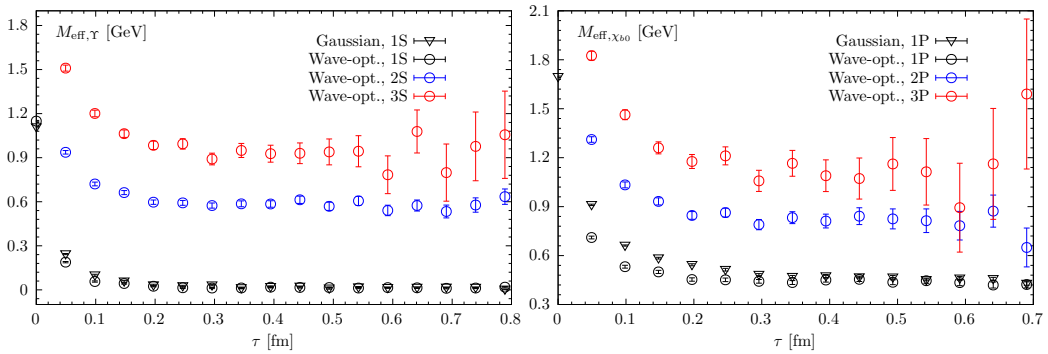 M_eff,Υ [GeV]
Gaussian, 1S
Wave-opt., 1S
Wave-opt., 2S
Wave-opt., 3S
1.8
1.5
1.2
0.9
0.6
0.3
0
0 0.1 0.2 0.3 0.4 0.5 0.6 0.7 0.8
τ [fm]
M_eff,χ_b0 [GeV]
Gaussian, 1P
Wave-opt., 1P
Wave-opt., 2P
Wave-opt., 3P
2.1
1.8
1.5
1.2
0.9
0.6
0.3
0 0.1 0.2 0.3 0.4 0.5 0.6 0.7
τ [fm]